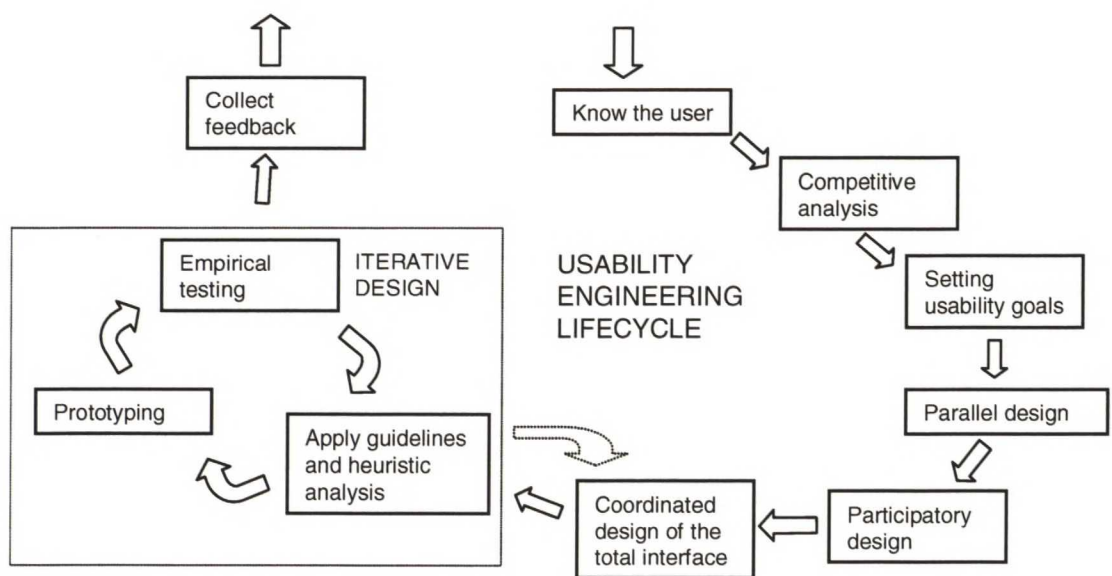 Collect
feedback
Know the user
Competitive
analysis
Empirical
testing
ITERATIVE
DESIGN
USABILITY
ENGINEERING
LIFECYCLE
Setting
usability goals
Prototyping
Apply guidelines
and heuristic
analysis
Parallel design
Coordinated
design of the
total interface
Participatory
design